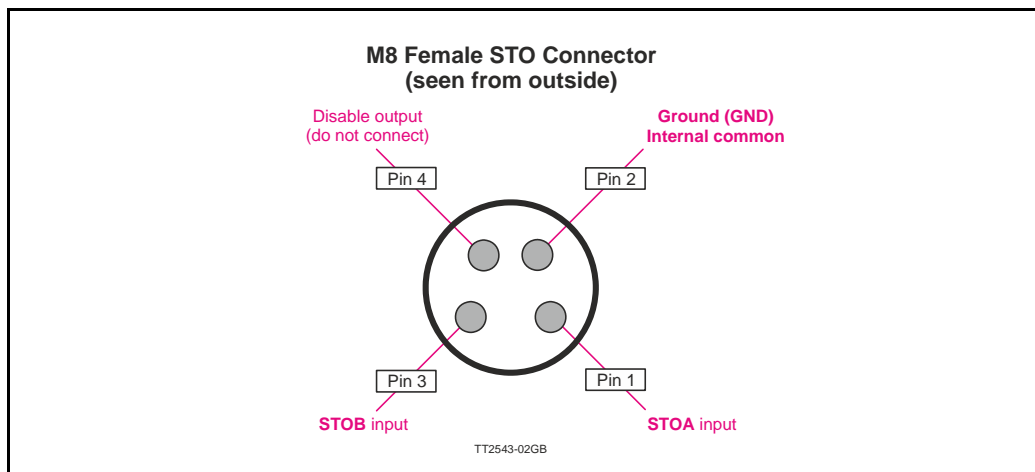 M8 Female STO Connector
(seen from outside)
Disable output
(do not connect)
Ground (GND)
Internal common
Pin 4
Pin 2
Pin 3
Pin 1
STOB input
STOA input
TT2543-02GB